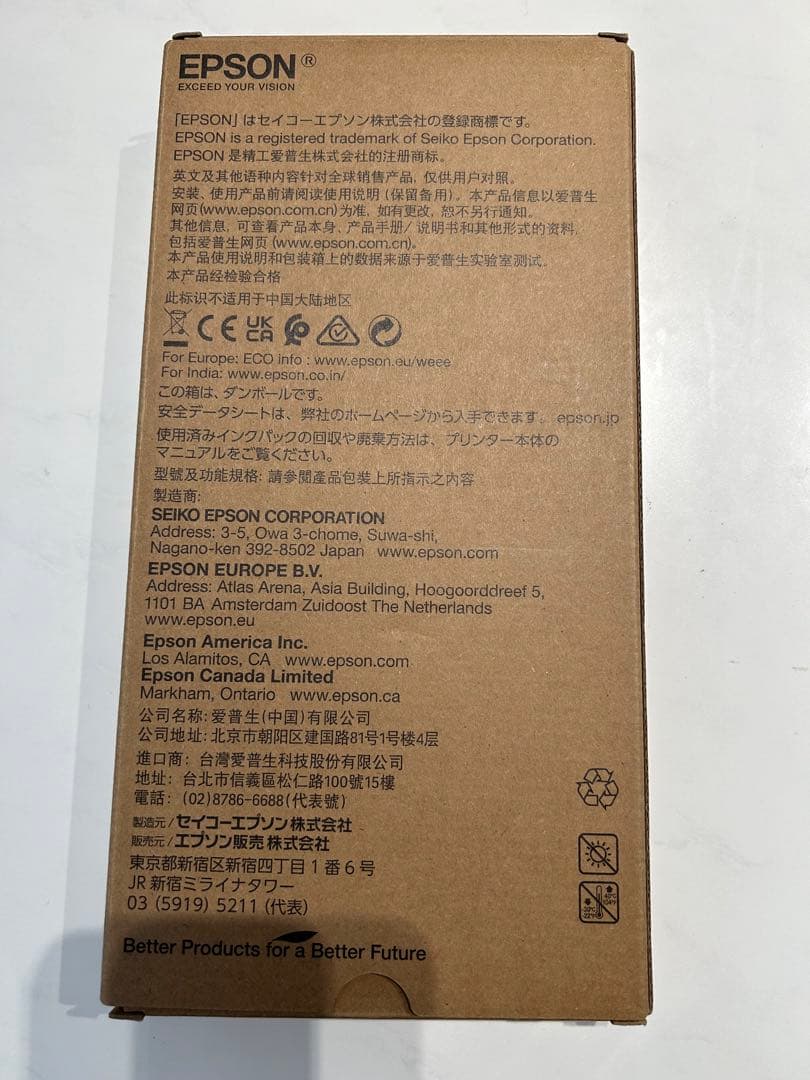 EPSON®
EXCEED YOUR VISION
「EPSON」はセイコーエプソン株式会社の登録商標です。
EPSON is a registered trademark of Seiko Epson Corporation.
EPSON 是精工爱普生株式会社的注册商标。
英文及其他语种内容针对全球销售产品，仅供用户对照。
安装、使用产品前请阅读使用说明 (保留备用)。本产品信息以爱普生
网页(www.epson.com.cn)为准, 如有更改, 恕不另行通知。
其他信息, 可查看产品本身、产品手册/ 说明书和其他形式的资料,
包括爱普生网页 (www.epson.com.cn)。
本产品使用说明和包装箱上的数据来源于爱普生实验室测试。
本产品经检验合格
此标识不适用于中国大陆地区
CE UK CA
For Europe: ECO info : www.epson.eu/weee
For India: www.epson.co.in/
この箱は、ダンボールです。
安全データシートは、弊社のホームページから入手できます。epson.jp
使用済みインクパックの回収や廃棄方法は、プリンター本体の
マニュアルをご覧ください。
型號及功能規格: 請參閱產品包裝上所指示之內容
製造商:
SEIKO EPSON CORPORATION
Address: 3-5, Owa 3-chome, Suwa-shi,
Nagano-ken 392-8502 Japan www.epson.com
EPSON EUROPE B.V.
Address: Atlas Arena, Asia Building, Hoogoorddreef 5,
1101 BA Amsterdam Zuidoost The Netherlands
www.epson.eu
Epson America Inc.
Los Alamitos, CA www.epson.com
Epson Canada Limited
Markham, Ontario www.epson.ca
公司名称: 爱普生(中国)有限公司
公司地址: 北京市朝阳区建国路81号1号楼4层
進口商: 台灣愛普生科技股份有限公司
地址: 台北市信義區松仁路100號15樓
電話: (02)8786-6688(代表號)
製造元/セイコーエプソン株式会社
販売元/エプソン販売株式会社
東京都新宿区新宿四丁目1番6号
JR新宿ミライナタワー
03 (5919) 5211 (代表)
40°C
104°F
-30°C
-22°F
Better Products for a Better Future